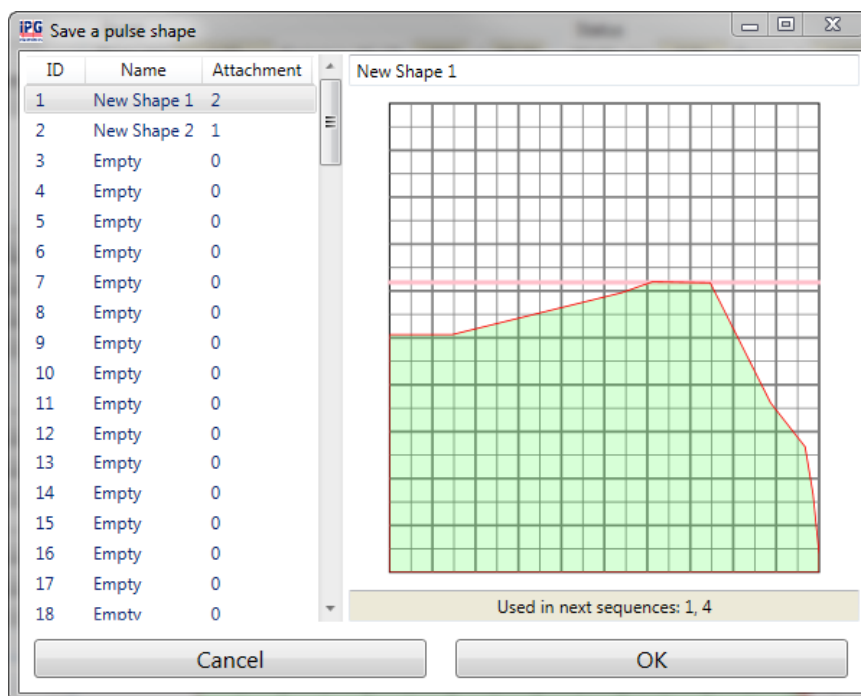 iPG Save a pulse shape
ID Name Attachment
New Shape 1
1 New Shape 1 2
2 New Shape 2 1
3 Empty 0
4 Empty 0
5 Empty 0
6 Empty 0
7 Empty 0
8 Empty 0
9 Empty 0
10 Empty 0
11 Empty 0
12 Empty 0
13 Empty 0
14 Empty 0
15 Empty 0
16 Empty 0
17 Empty 0
18 Empty 0
Used in next sequences: 1, 4
Cancel OK